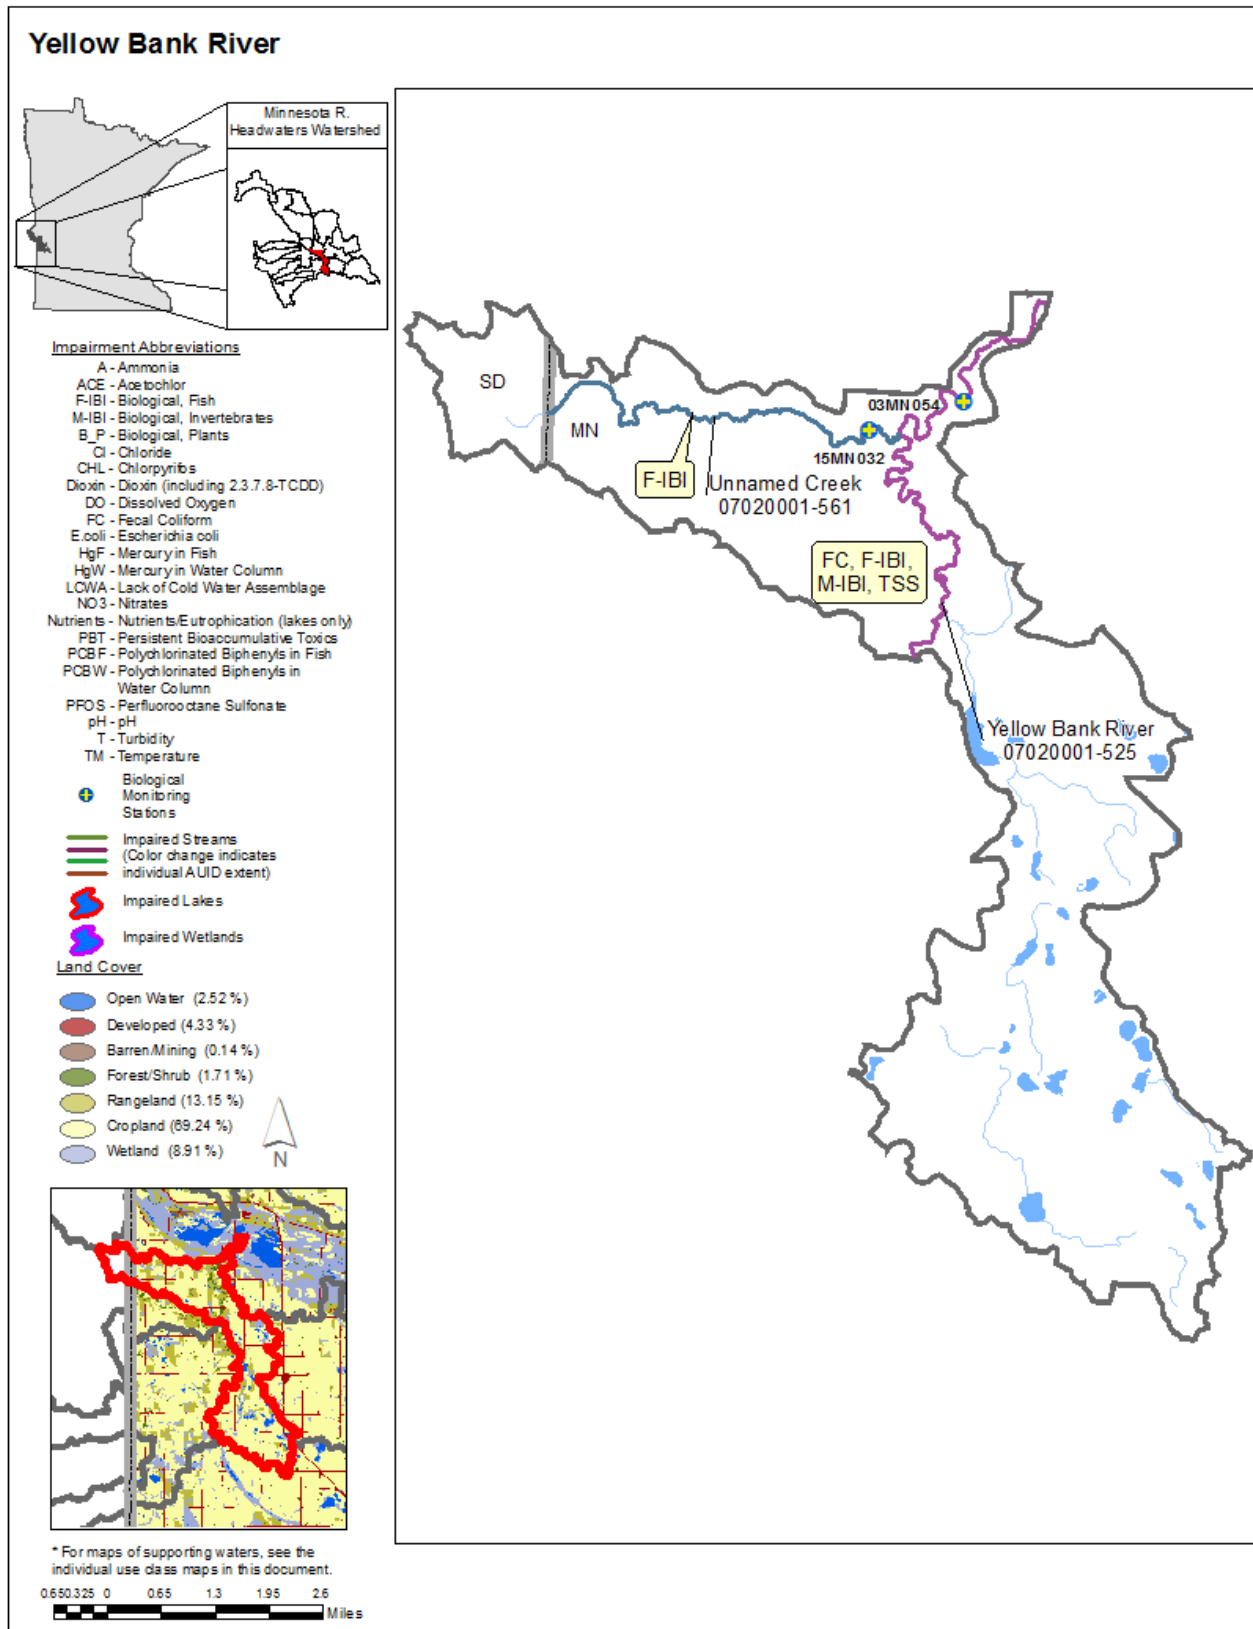 Yellow Bank River
Minnesota R.
Headwaters Watershed
Impairment Abbreviations
A - Ammonia
ACE - Acetochlor
F-IBI - Biological, Fish
M-IBI - Biological, Invertebrates
B_P - Biological, Plants
Cl - Chloride
CHL - Chlorpyrifos
Dioxin - Dioxin (including 2.3.7.8-TCDD)
DO - Dissolved Oxygen
FC - Fecal Coliform
E.coli - Escherichia coli
HgF - Mercury in Fish
HgW - Mercury in Water Column
LCWA - Lack of Cold Water Assemblage
NO3 - Nitrates
Nutrients - Nutrients/Eutrophication (lakes only)
PBT - Persistent Bioaccumulative Toxics
PCBF - Polychlorinated Biphenyls in Fish
PCBW - Polychlorinated Biphenyls in
Water Column
PFOS - Perfluorooctane Sulfonate
pH - pH
T - Turbidity
TM - Temperature
Biological
Monitoring
Stations
Impaired Streams
(Color change indicates
individual AUID extent)
Impaired Lakes
Impaired Wetlands
Land Cover
Open Water (2.52 %)
Developed (4.33 %)
Barren/Mining (0.14 %)
Forest/Shrub (1.71 %)
Rangeland (13.15 %)
Cropland (69.24 %)
Wetland (8.91 %)
N
* For maps of supporting waters, see the
individual use class maps in this document.
0.650.325 0 0.65 1.3 1.95 2.6
Miles
SD
MN
03MN054
15MN032
F-IBI
Unnamed Creek
07020001-561
FC, F-IBI,
M-IBI, TSS
Yellow Bank River
07020001-525